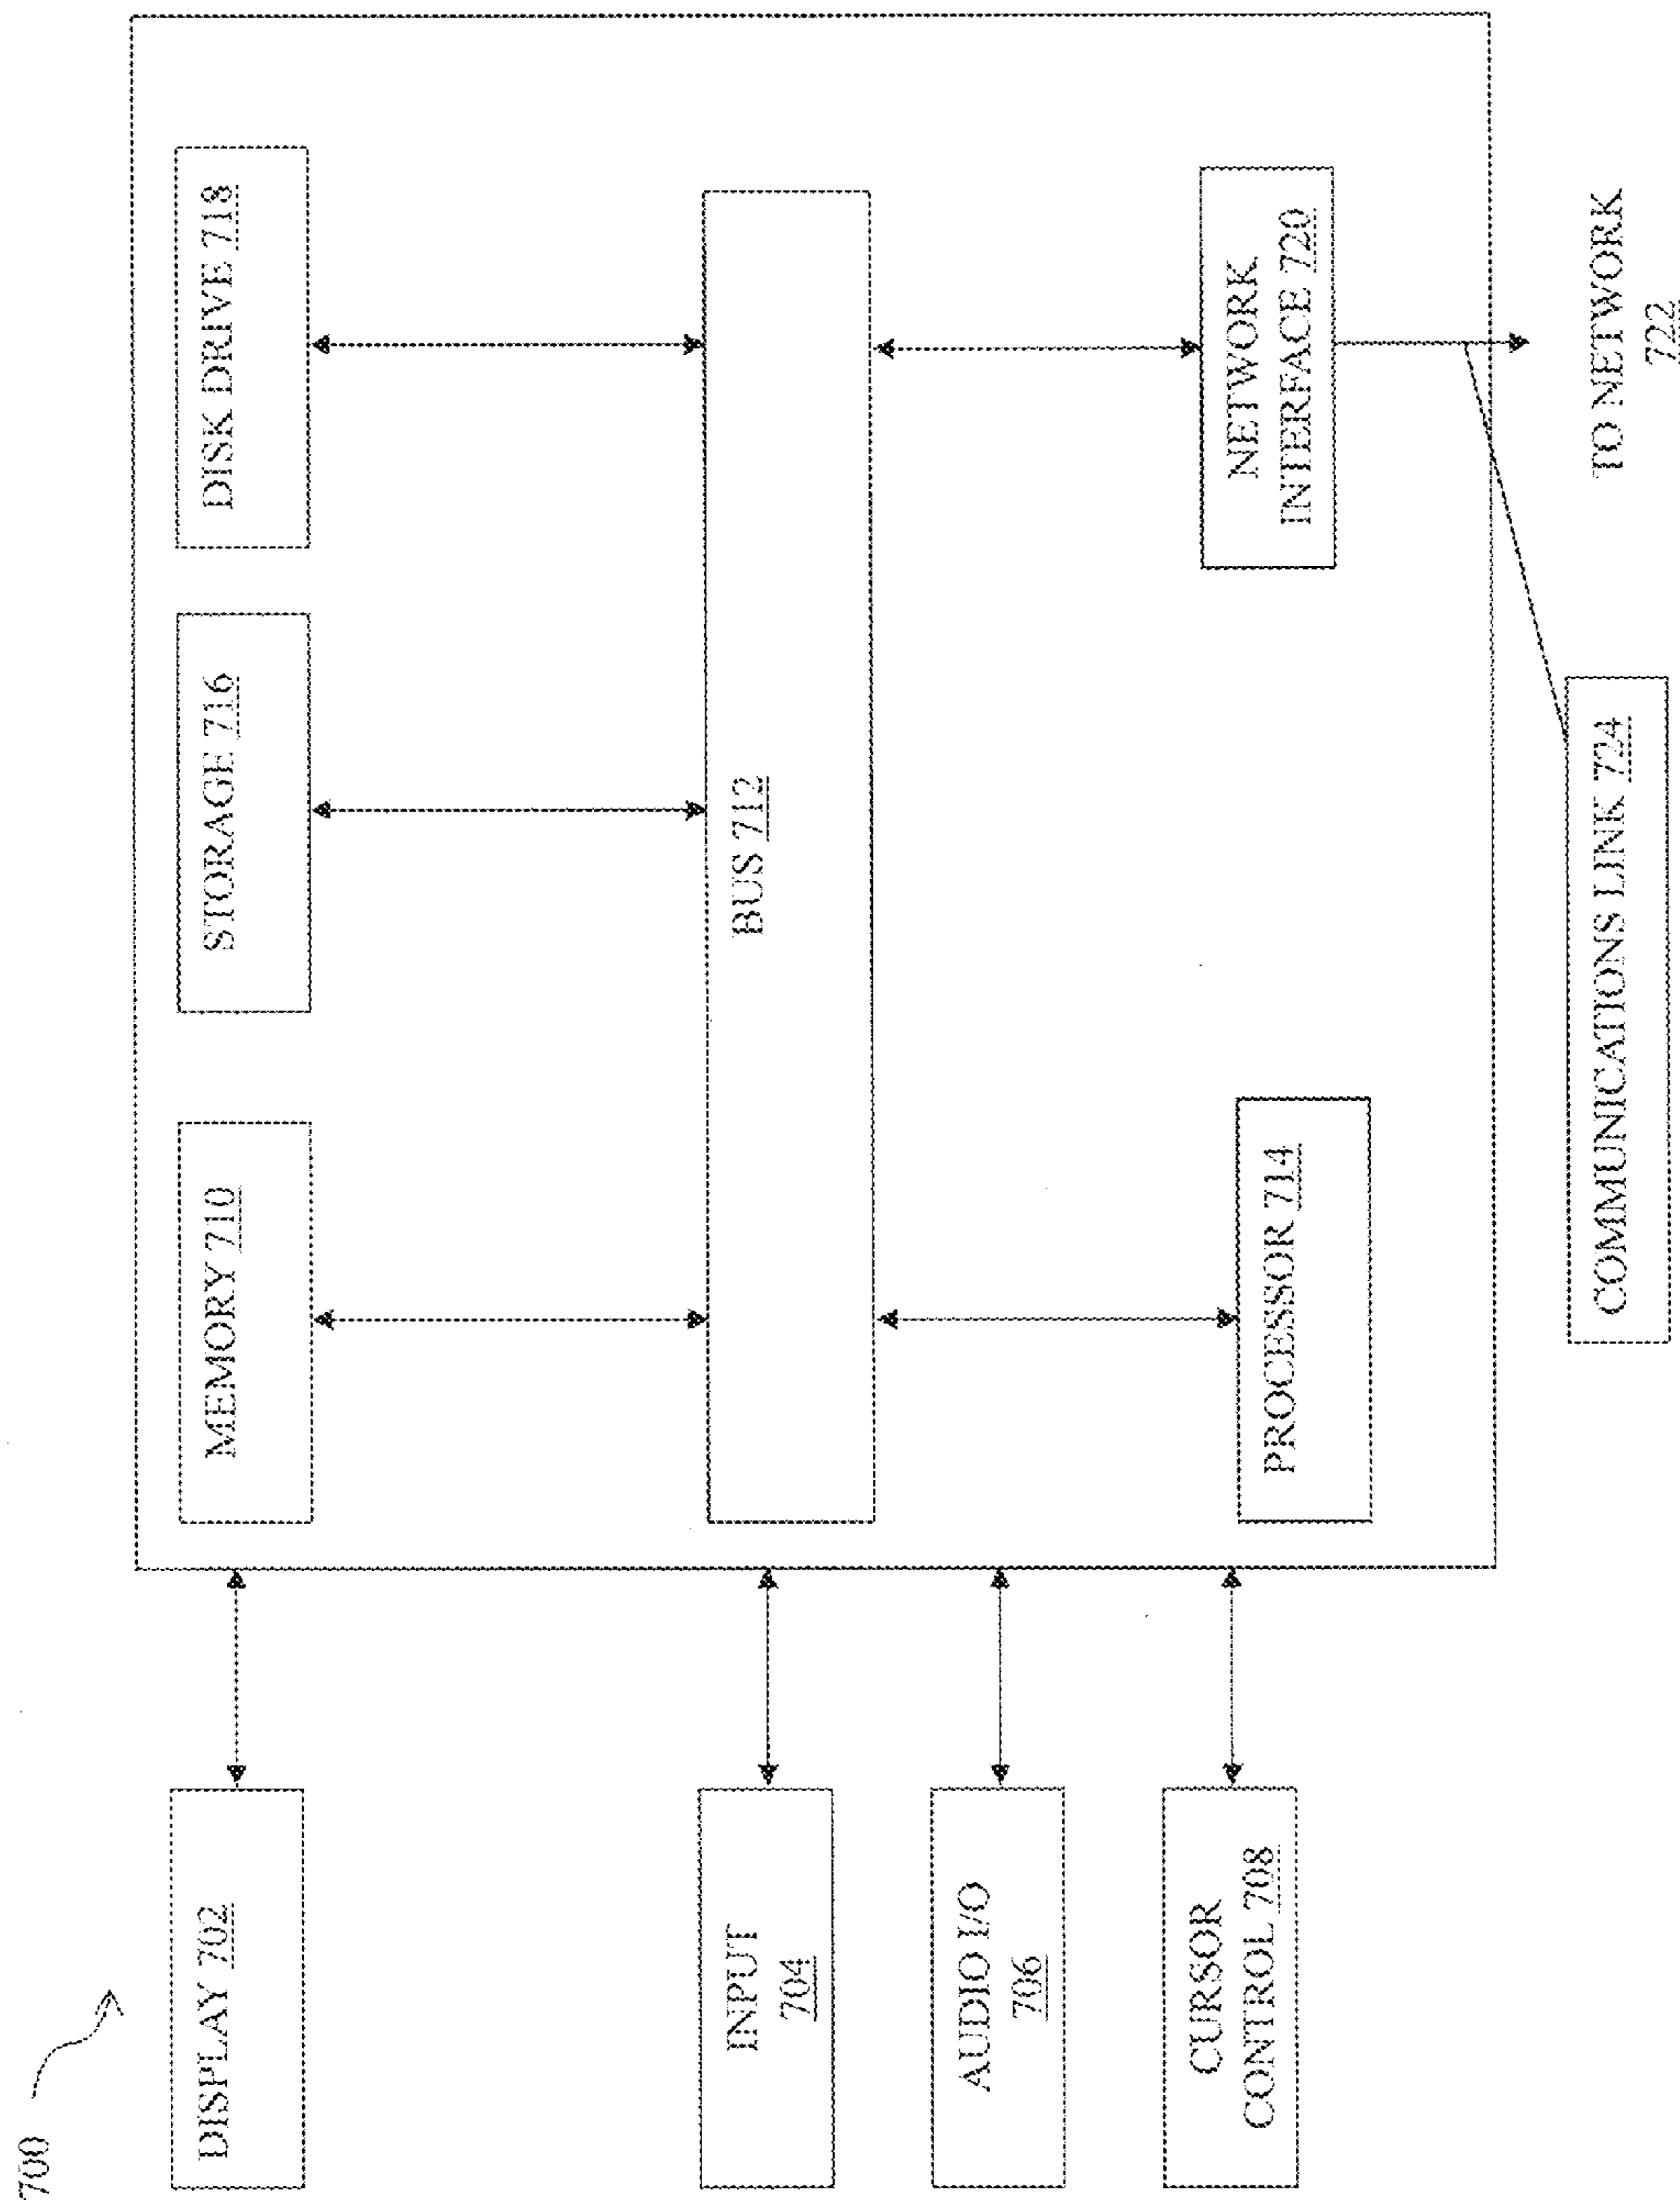 700
DISPLAY 702
INPUT
704
AUDIO I/O
706
CURSOR
CONTROL 708
MEMORY 710
STORAGE 716
DISK DRIVE 718
BUS 712
PROCESSOR 714
NETWORK
INTERFACE 720
COMMUNICATIONS LINK 724
TO NETWORK
722